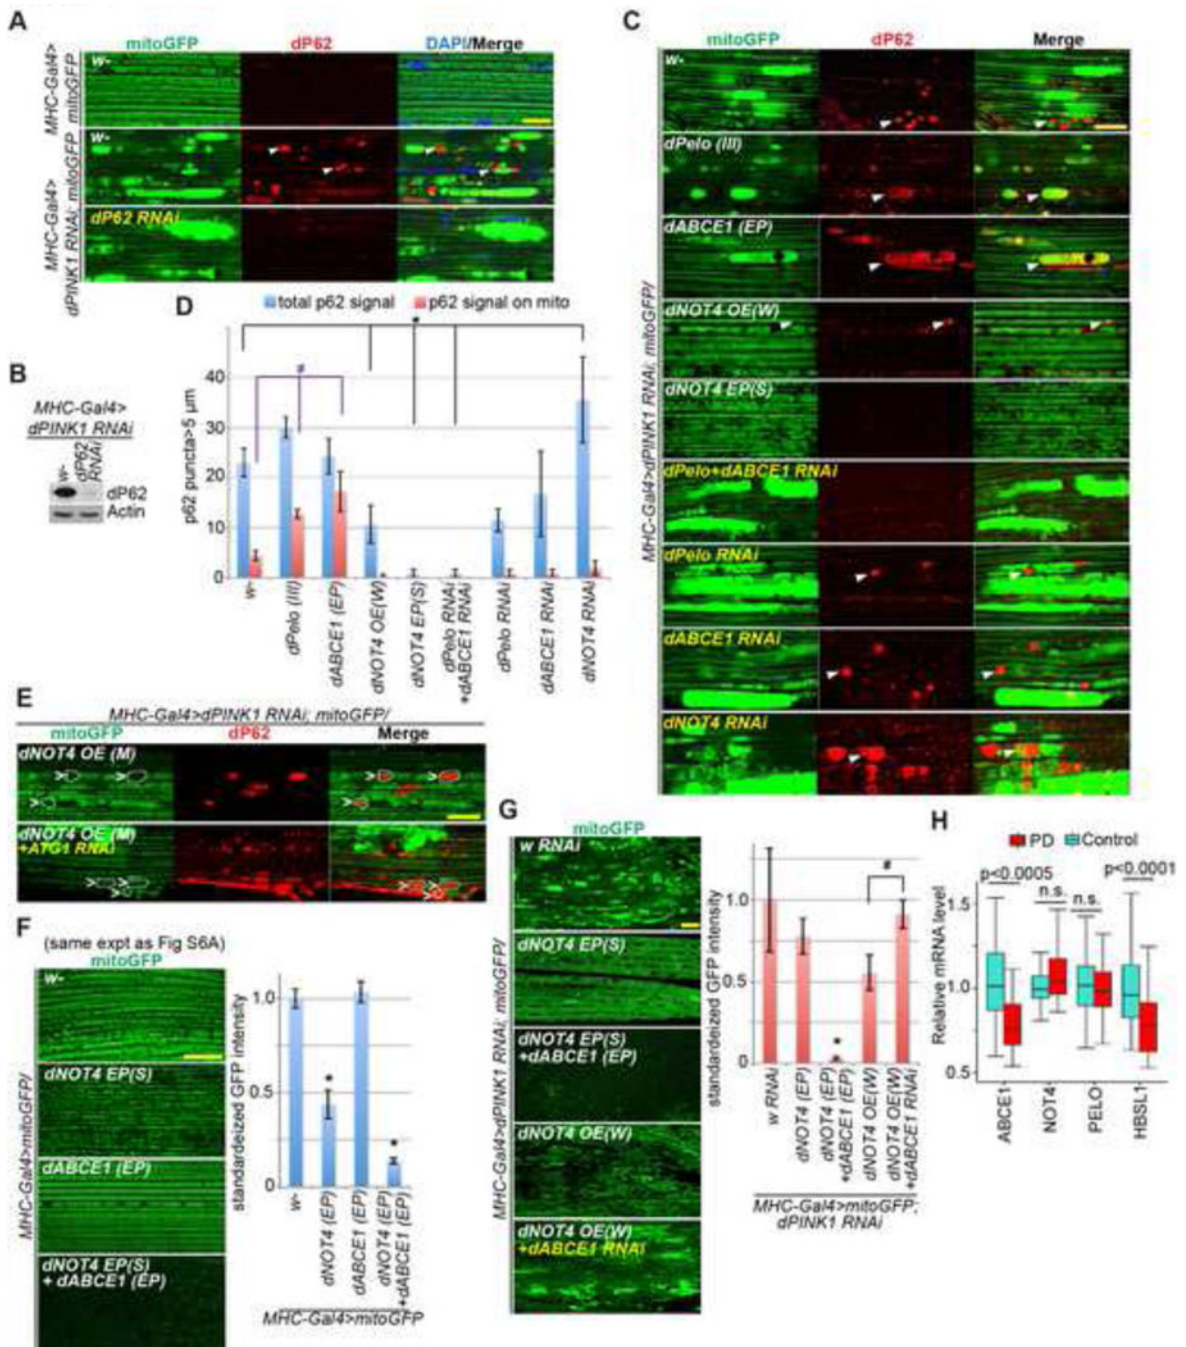 A
mitoGFP dP62 DAPI/Merge
MHC-Gal4>
mitoGFP
w-
MHC-Gal4>
dPINK1 RNAi; mitoGFP
w-
dP62 RNAi
B
MHC-Gal4>
dPINK1 RNAi
w-
dP62
RNAi
dP62
Actin
C
mitoGFP dP62 Merge
MHC-Gal4>dPINK1 RNAi; mitoGFP/
w-
dPelo (III)
dABCE1 (EP)
dNOT4 OE(W)
dNOT4 EP(S)
dPelo+dABCE1 RNAi
dPelo RNAi
dABCE1 RNAi
dNOT4 RNAi
D
total p62 signal p62 signal on mito
*
#
p62 puncta>5 µm
40
30
20
10
0
w-
dPelo (III)
dABCE1 (EP)
dNOT4 OE(W)
dNOT4 EP(S)
dPelo RNAi
+dABCE1 RNAi
dPelo RNAi
dABCE1 RNAi
dNOT4 RNAi
E
MHC-Gal4>dPINK1 RNAi; mitoGFP/
mitoGFP dP62 Merge
dNOT4 OE (M)
dNOT4 OE (M)
+ATG1 RNAi
F
(same expt as Fig S6A)
mitoGFP
MHC-Gal4>mitoGFP/
w-
dNOT4 EP(S)
dABCE1 (EP)
dNOT4 EP(S)
+ dABCE1 (EP)
standardeized GFP intensity
1.0
0.5
0
*
*
w-
dNOT4 (EP)
dABCE1 (EP)
dNOT4 (EP)
+dABCE1 (EP)
MHC-Gal4>mitoGFP
G
mitoGFP
MHC-Gal4>dPINK1 RNAi; mitoGFP/
w RNAi
dNOT4 EP(S)
dNOT4 EP(S)
+dABCE1 (EP)
dNOT4 OE(W)
dNOT4 OE(W)
+dABCE1 RNAi
standardeized GFP intensity
1.0
0.5
0
#
*
*
w RNAi
dNOT4 (EP)
dNOT4 (EP)
+dABCE1 (EP)
dNOT4 OE(W)
dNOT4 OE(W)
+dABCE1 RNAi
MHC-Gal4>mitoGFP;
dPINK1 RNAi
H
PD Control
p<0.0005 p<0.0001
n.s. n.s.
Relative mRNA level
1.5
1.0
0.5
ABCE1
NOT4
PELO
HBSL1